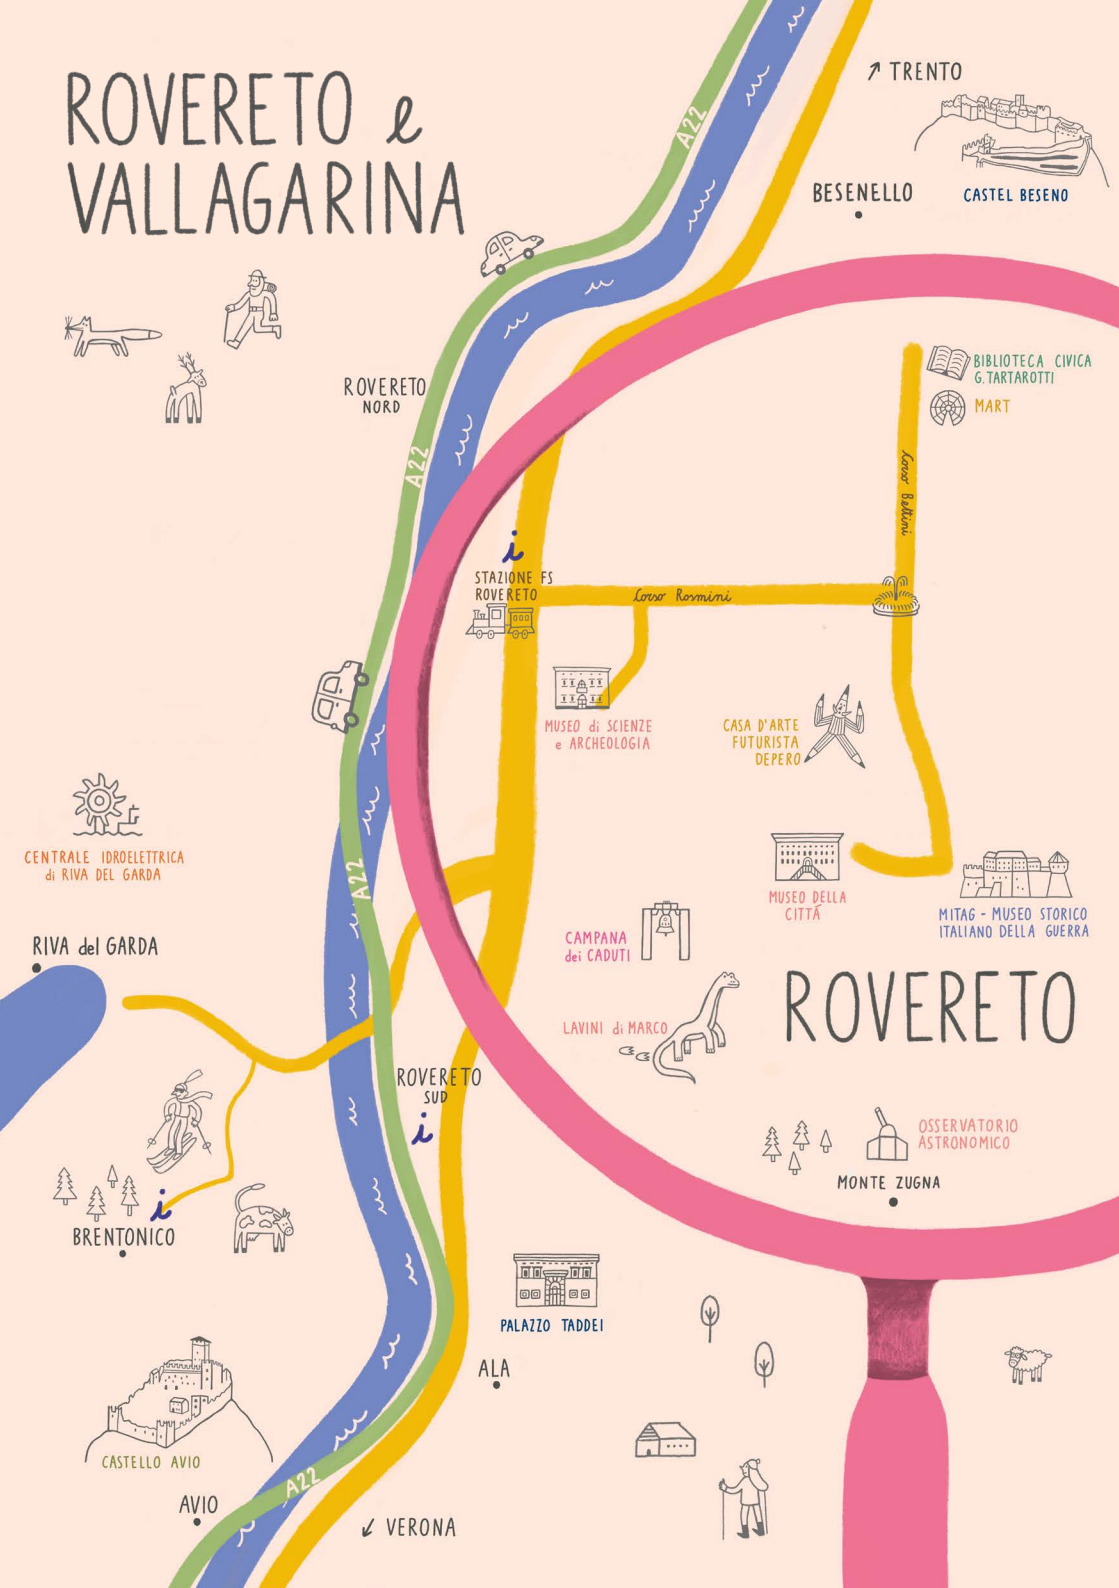 ROVERETO e
VALLAGARINA
↗ TRENTO
A22
BESENELLO
CASTEL BESENO
ROVERETO
NORD
BIBLIOTECA CIVICA
G. TARTAROTTI
MART
A22
Corso Bettini
i
STAZIONE FS
ROVERETO
Corso Rosmini
MUSEO di SCIENZE
e ARCHEOLOGIA
CASA D'ARTE
FUTURISTA
DEPERO
CENTRALE IDROELETTRICA
di RIVA DEL GARDA
A22
MUSEO DELLA
CITTÁ
MITAG - MUSEO STORICO
ITALIANO DELLA GUERRA
CAMPANA
dei CADUTI
RIVA del GARDA
LAVINI di MARCO
ROVERETO
ROVERETO
SUD
i
OSSERVATORIO
ASTRONOMICO
MONTE ZUGNA
i
BRENTONICO
PALAZZO TADDEI
ALA
CASTELLO AVIO
A22
AVIO
↙ VERONA